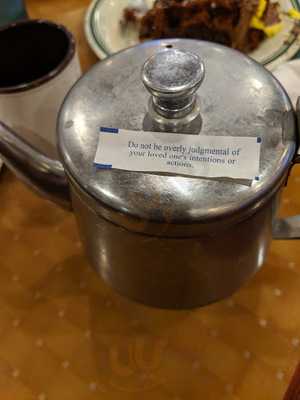 Do not be overly judgmental of
your loved one's intentions or
actions.